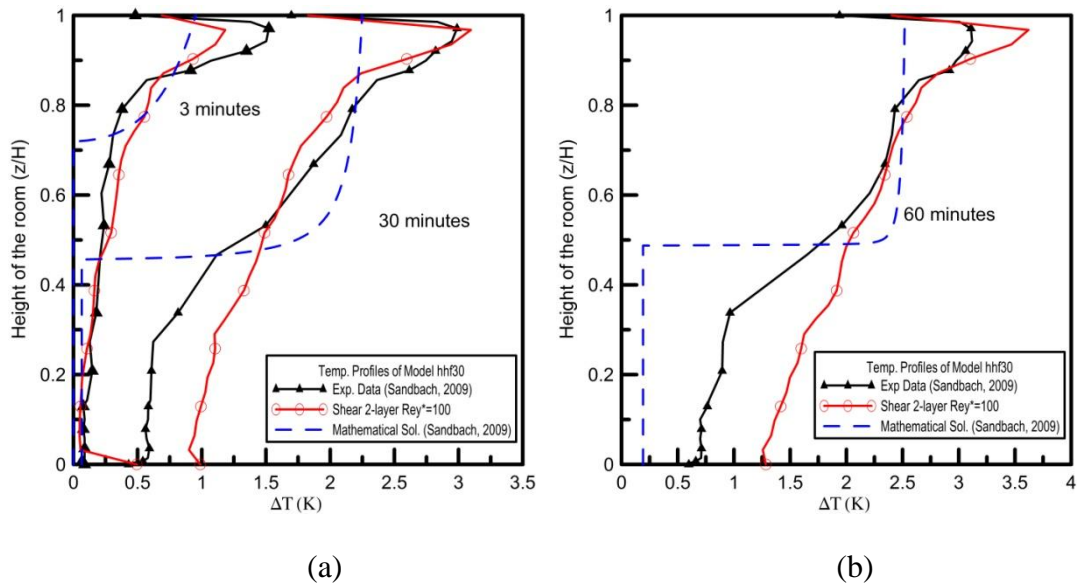 1
0.8
0.6
0.4
0.2
0
Height of the room (z/H)
3 minutes
30 minutes
Temp. Profiles of Model hhf30
Exp. Data (Sandbach, 2009)
Shear 2-layer Rey*=100
Mathematical Sol. (Sandbach, 2009)
0 0.5 1 1.5 2 2.5 3 3.5
ΔT (K)
(a)
1
0.8
0.6
0.4
0.2
0
Height of the room (z/H)
60 minutes
Temp. Profiles of Model hhf30
Exp. Data (Sandbach, 2009)
Shear 2-layer Rey*=100
Mathematical Sol. (Sandbach, 2009)
0 0.5 1 1.5 2 2.5 3 3.5 4
ΔT (K)
(b)